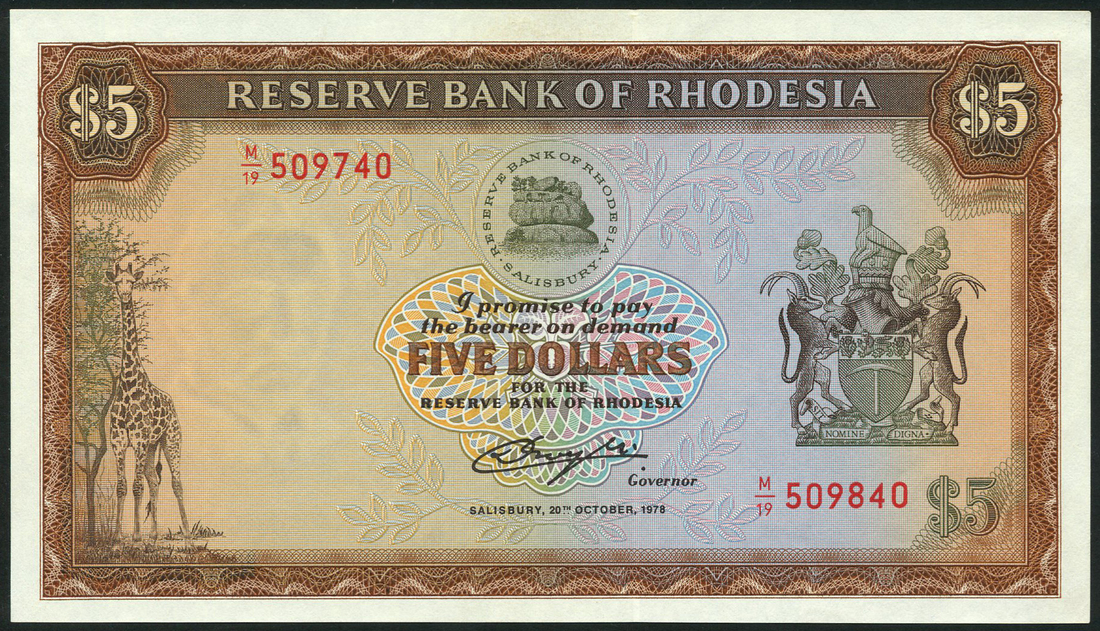 $5
RESERVE BANK OF RHODESIA
$5
M/19 509740
RESERVE BANK OF RHODESIA
· SALISBURY ·
I promise to pay
the bearer on demand
FIVE DOLLARS
FOR THE
RESERVE BANK OF RHODESIA
SIT
NOMINE DIGNA
Governor
M/19 509840
$5
SALISBURY, 20TH OCTOBER, 1978